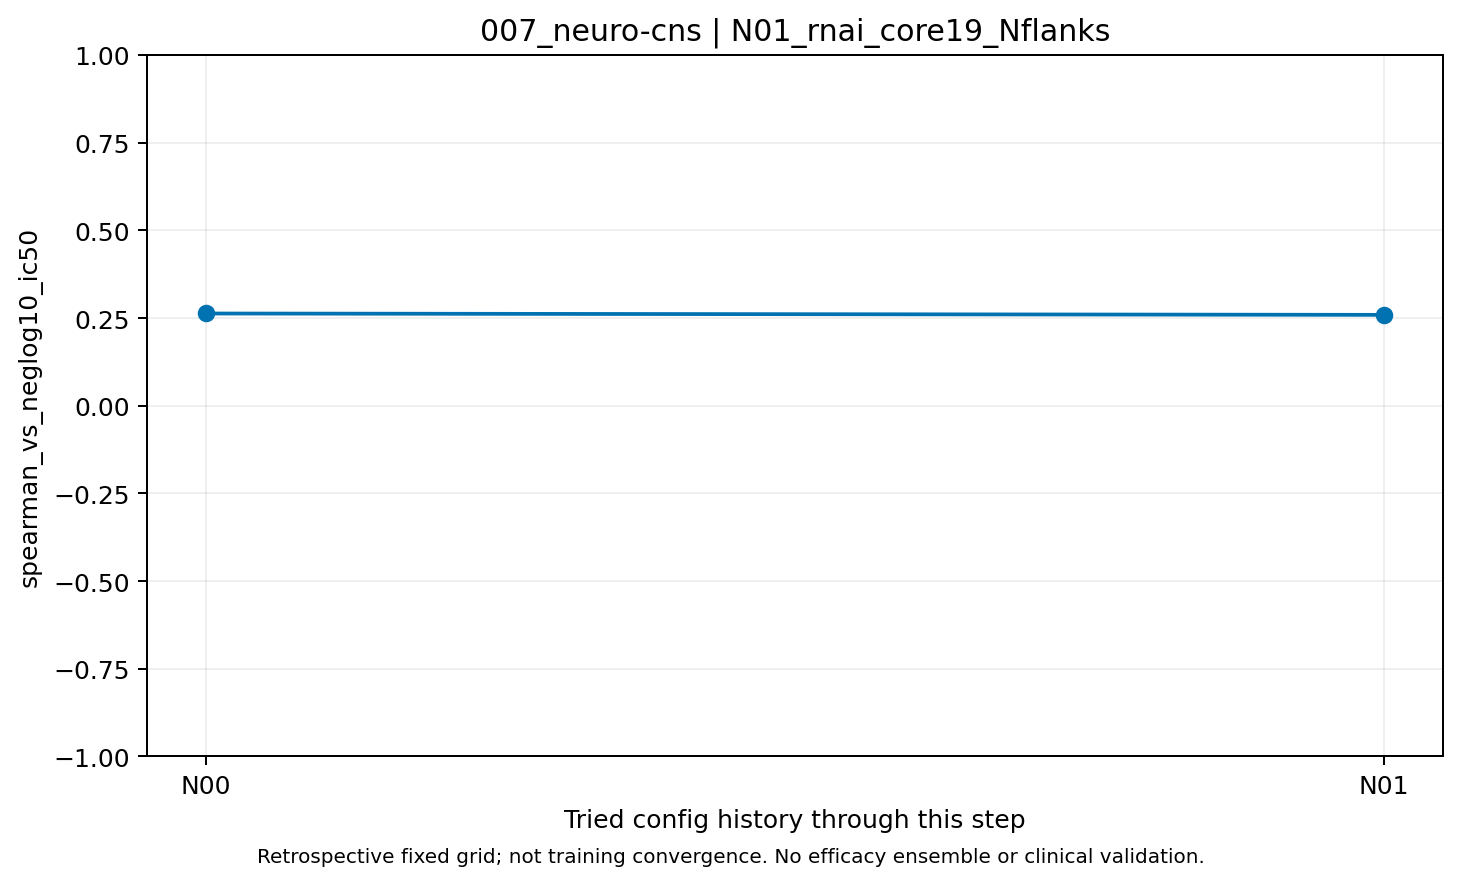 007_neuro-cns | N01_rnai_core19_Nflanks
1.00
0.75
0.50
0.25
0.00
−0.25
−0.50
−0.75
−1.00
spearman_vs_neglog10_ic50
N00 N01
Tried config history through this step
Retrospective fixed grid; not training convergence. No efficacy ensemble or clinical validation.